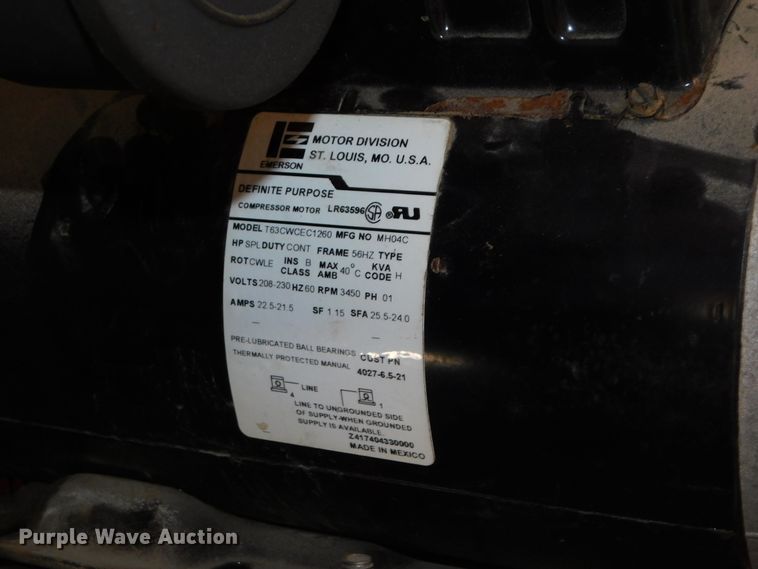 MOTOR DIVISION
ST. LOUIS, MO. U.S.A.
EMERSON
DEFINITE PURPOSE
COMPRESSOR MOTOR LR63596 SA ® RU
MODEL T63CWCEC1260 MFG NO MH04C
HP SPL DUTY CONT FRAME 56HZ TYPE
ROT CWLE INS CLASS B MAX AMB 40°C KVA CODE H
VOLTS 208-230 HZ 60 RPM 3450 PH 01
AMPS 22.5-21.5 SF 1.15 SFA 25.5-24.0
PRE-LUBRICATED BALL BEARINGS CUST PN
THERMALLY PROTECTED MANUAL 4027-6.5-21
4 LINE 1
LINE TO UNGROUNDED SIDE
OF SUPPLY-WHEN GROUNDED
SUPPLY IS AVAILABLE.
Z417404330000
MADE IN MEXICO
Purple Wave Auction